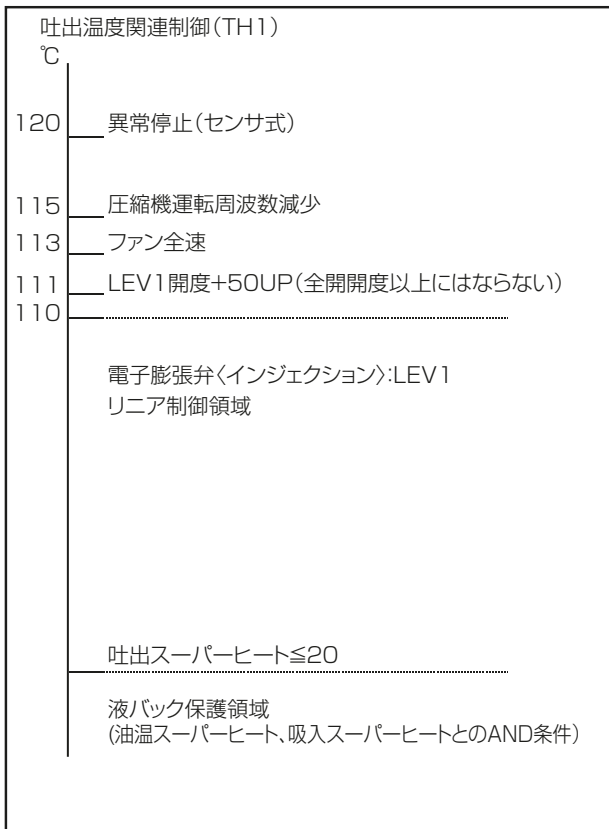 吐出温度関連制御(TH1)
℃
120 異常停止(センサ式)
115 圧縮機運転周波数減少
113 ファン全速
111 LEV1開度+50UP(全開開度以上にはならない)
110
電子膨張弁〈インジェクション〉:LEV1
リニア制御領域
吐出スーパーヒート≦20
液バック保護領域
(油温スーパーヒート、吸入スーパーヒートとのAND条件)